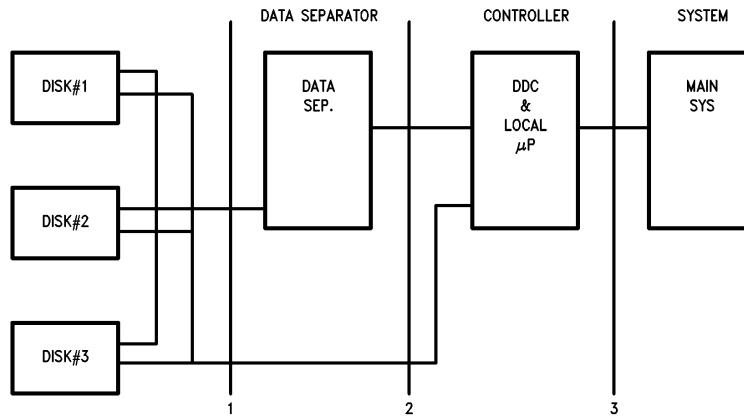 DATA SEPARATOR
CONTROLLER
SYSTEM
DISK#1
DATA
SEP.
DDC
&
LOCAL
μP
MAIN
SYS
DISK#2
DISK#3
1
2
3